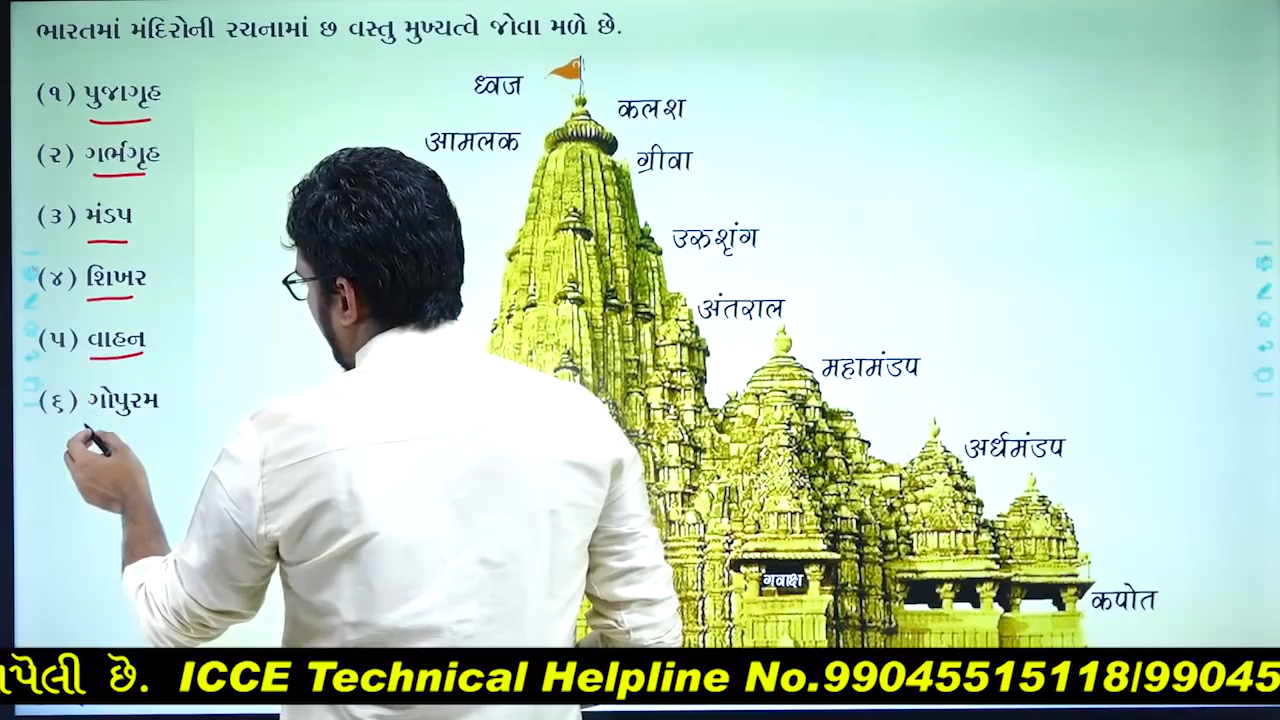 ભારતમાં મંદિરોની રચનામાં છ વસ્તુ મુખ્યત્વે જોવા મળે છે.
(૧) પુજાગૃહ
(૨) ગર્ભગૃહ
(૩) મંડપ
(૪) શિખર
(૫) વાહન
(૬) ગોપુરમ
ध्वज
कलश
आमलक
ग्रीवा
उरुशृंग
अंतराल
महामंडप
अर्धमंडप
गवाक्ष
कपोत
છે. ICCE Technical Helpline No.99045515118/99045